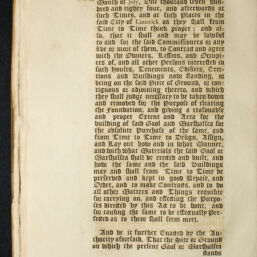 Month of July, One thousand seven hun-
dred and eighty four, and afterwards at
such Times, and at such Places in the
said City of Limerick as they shall from
Time to Time think proper; and al-
so, that it shall and may be lawful
to and for the said Commissioners or any
five or more of them, to Contract and agree
with the Owners, Lessees, and Occupi-
ers of, and all other Persons interested in
such Houses, Tenements, Edifices, Erec-
tions and Buildings now standing, or
being on the said Piece of Ground, or con-
tiguous or adjoining thereto, and which
they shall judge necessary to be taken down
and removed for the Purpose of clearing
the Foundation, and giving a reasonable
and proper Extent and Area for the
building of said Gaol and Marshalsea for
the absolute Purchase of the same, and
from Time to Time to Design, Assign,
and Lay out how and in what Manner,
and with what Materials the said Gaol or
Marshalsea shall be erected and built, and
how the same and the said Buildings
may and shall from Time to Time be
preserved and kept in good Repair, and
Order, and to make Contracts, and to do
all other Matters and Things requisite
for carrying on, and effecting the Purpo-
ses directed by this Act to be done, and
for causing the same to be effectually Per-
fected as to them shall seem meet.
And be it further Enacted by the Au-
thority aforesaid, That the Site or Ground
on which the present Gaol or Marshalsea
stands